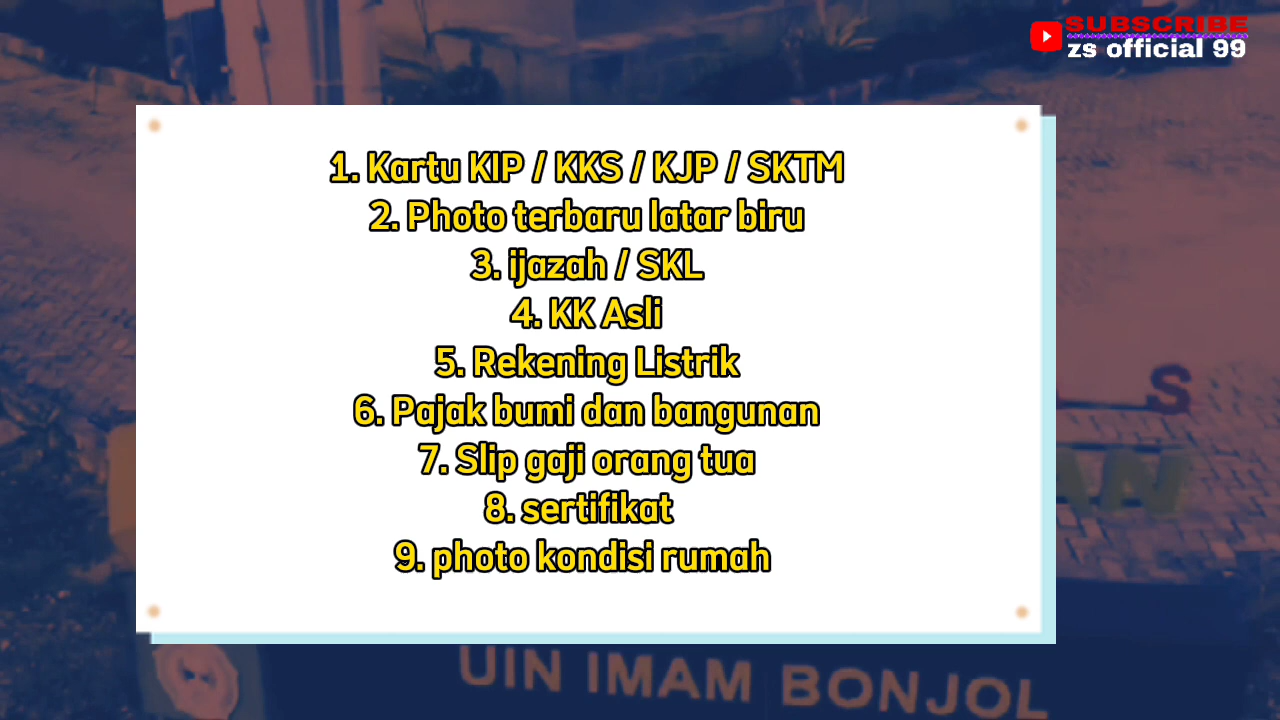 SUBSCRIBE
zs official 99
1. Kartu KIP / KKS / KJP / SKTM
2. Photo terbaru latar biru
3. ijazah / SKL
4. KK Asli
5. Rekening Listrik
6. Pajak bumi dan bangunan
7. Slip gaji orang tua
8. sertifikat
9. photo kondisi rumah
S
AN
UIN IMAM BONJOL